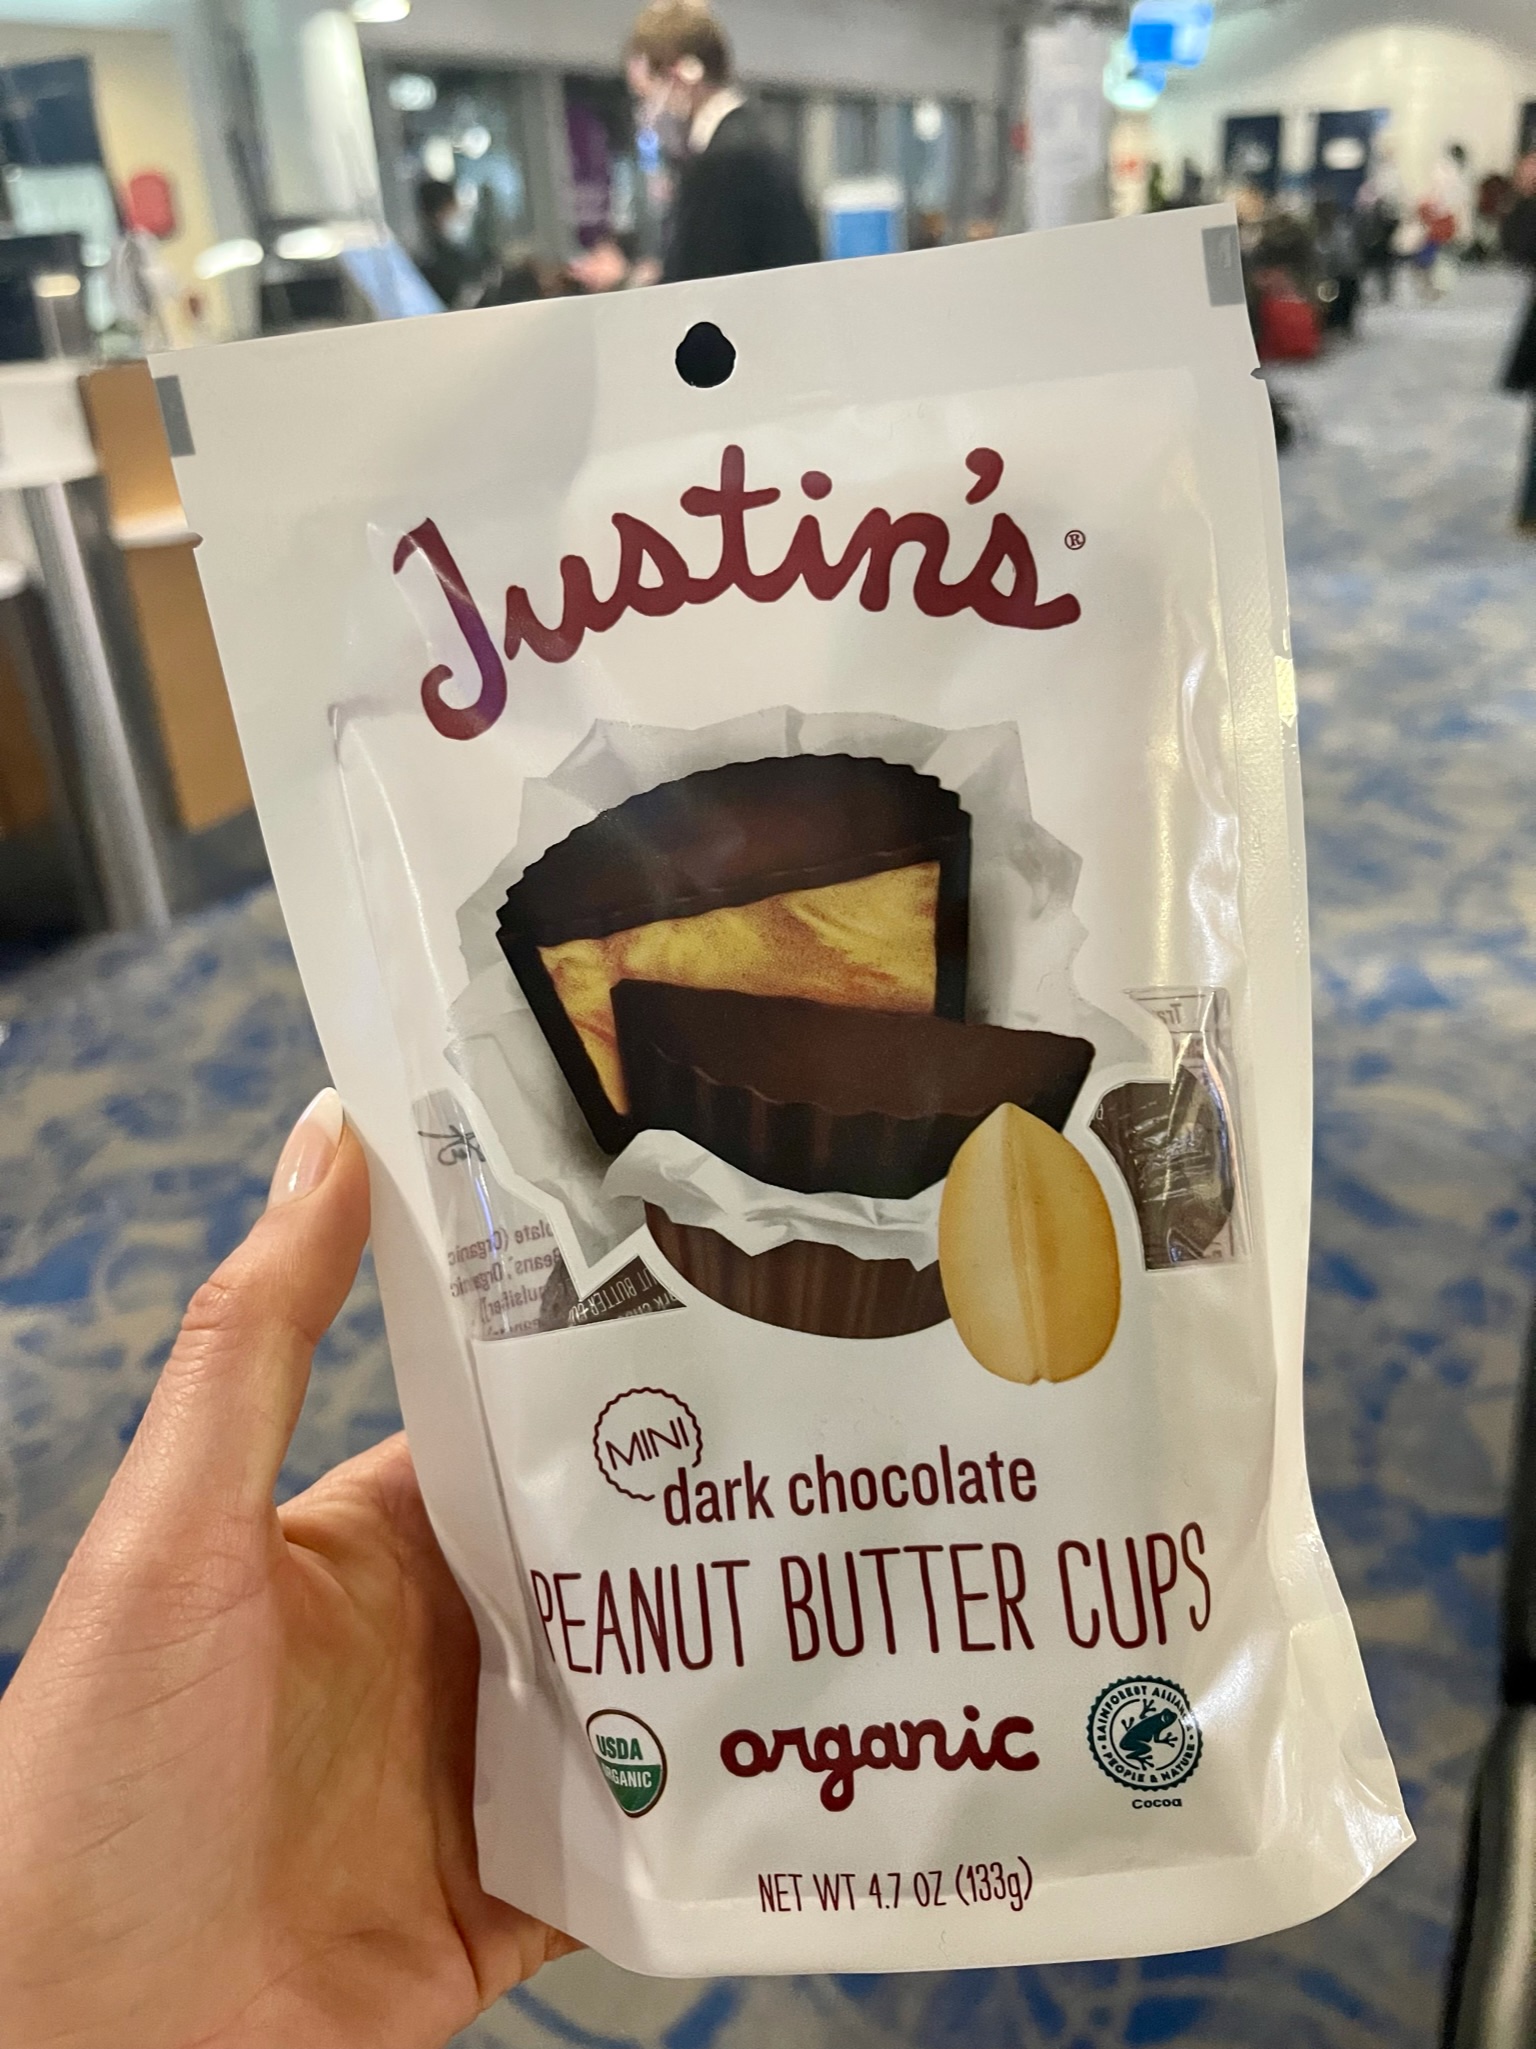 Justin's®
MINI
dark chocolate
PEANUT BUTTER CUPS
USDA
ORGANIC
organic
RAINFOREST ALLIANCE
• PEOPLE & NATURE •
Cocoa
NET WT 4.7 OZ (133g)